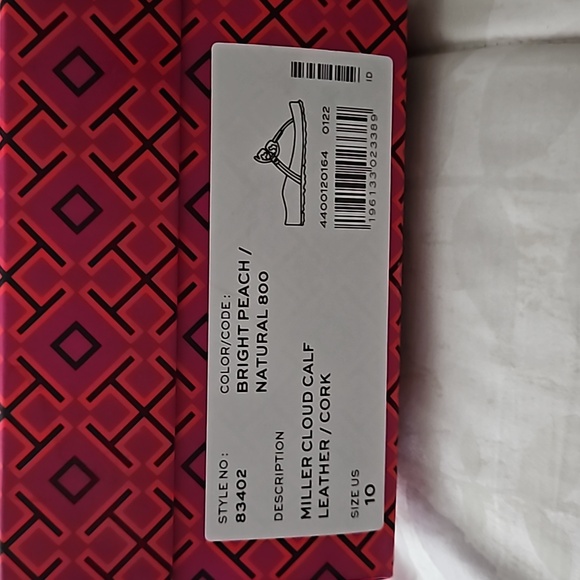 STYLE NO:
83402
COLOR/CODE:
BRIGHT PEACH /
NATURAL 800
DESCRIPTION
MILLER CLOUD CALF
LEATHER / CORK
SIZE US
10
4400120164 0122
196133023389
ID